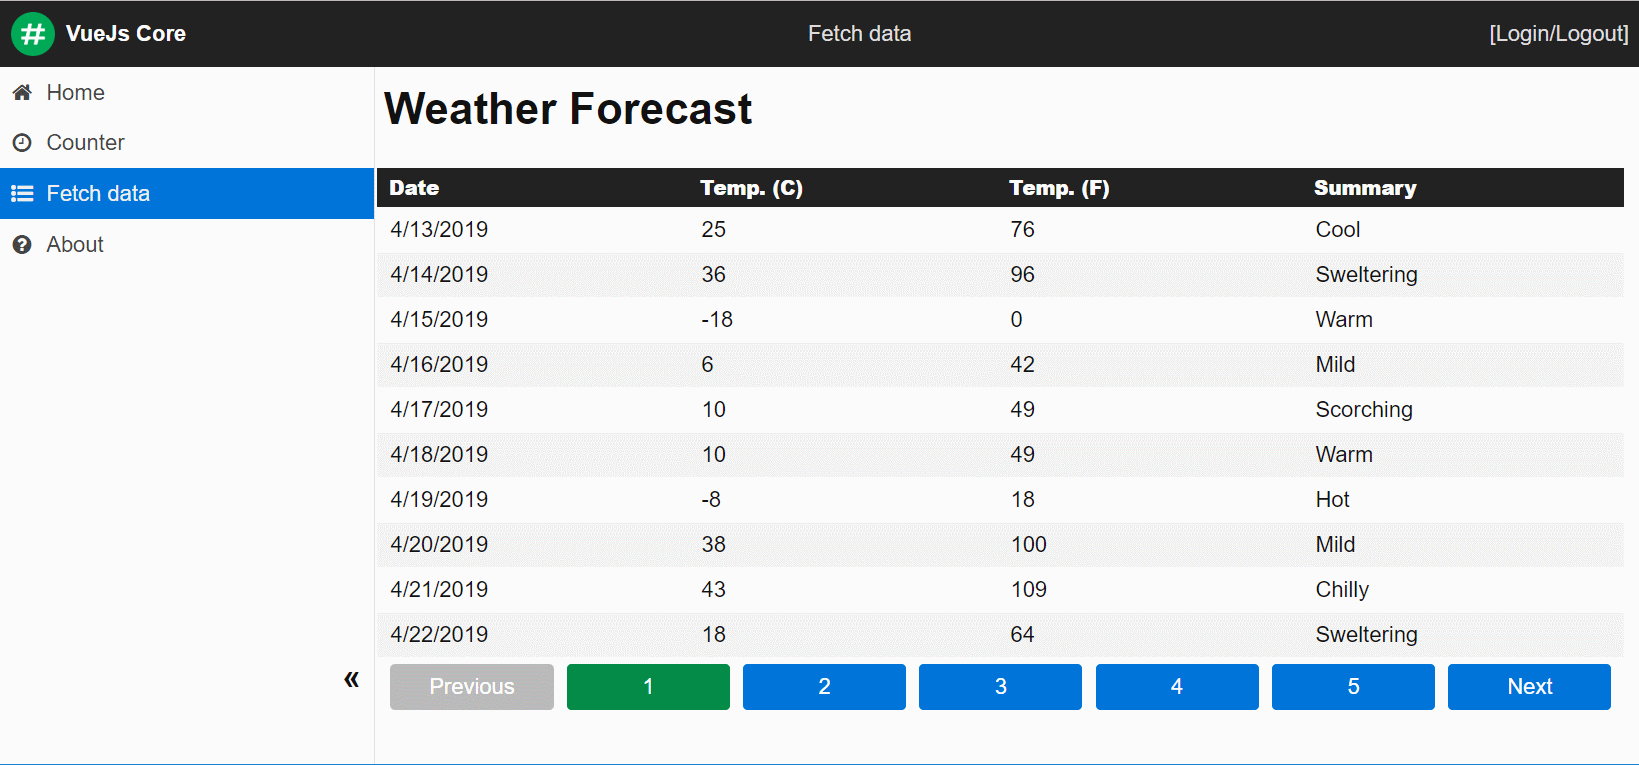 # VueJs Core Fetch data [Login/Logout]
Home
Counter
Fetch data
About
Weather Forecast
Date Temp. (C) Temp. (F) Summary
4/13/2019 25 76 Cool
4/14/2019 36 96 Sweltering
4/15/2019 -18 0 Warm
4/16/2019 6 42 Mild
4/17/2019 10 49 Scorching
4/18/2019 10 49 Warm
4/19/2019 -8 18 Hot
4/20/2019 38 100 Mild
4/21/2019 43 109 Chilly
4/22/2019 18 64 Sweltering
« Previous 1 2 3 4 5 Next